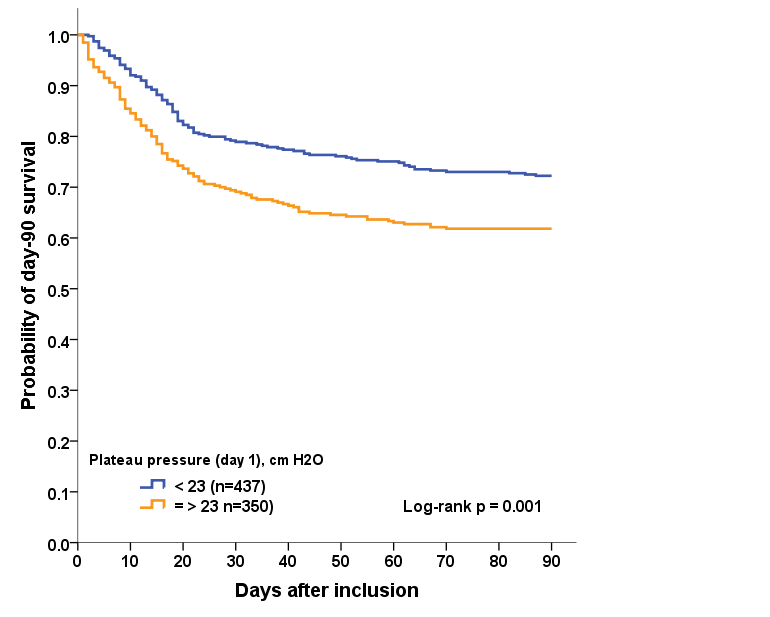 Probability of day-90 survival
1.0
0.9
0.8
0.7
0.6
0.5
0.4
0.3
0.2
0.1
0.0
Plateau pressure (day 1), cm H2O
< 23 (n=437)
= > 23 n=350)
Log-rank p = 0.001
0 10 20 30 40 50 60 70 80 90
Days after inclusion